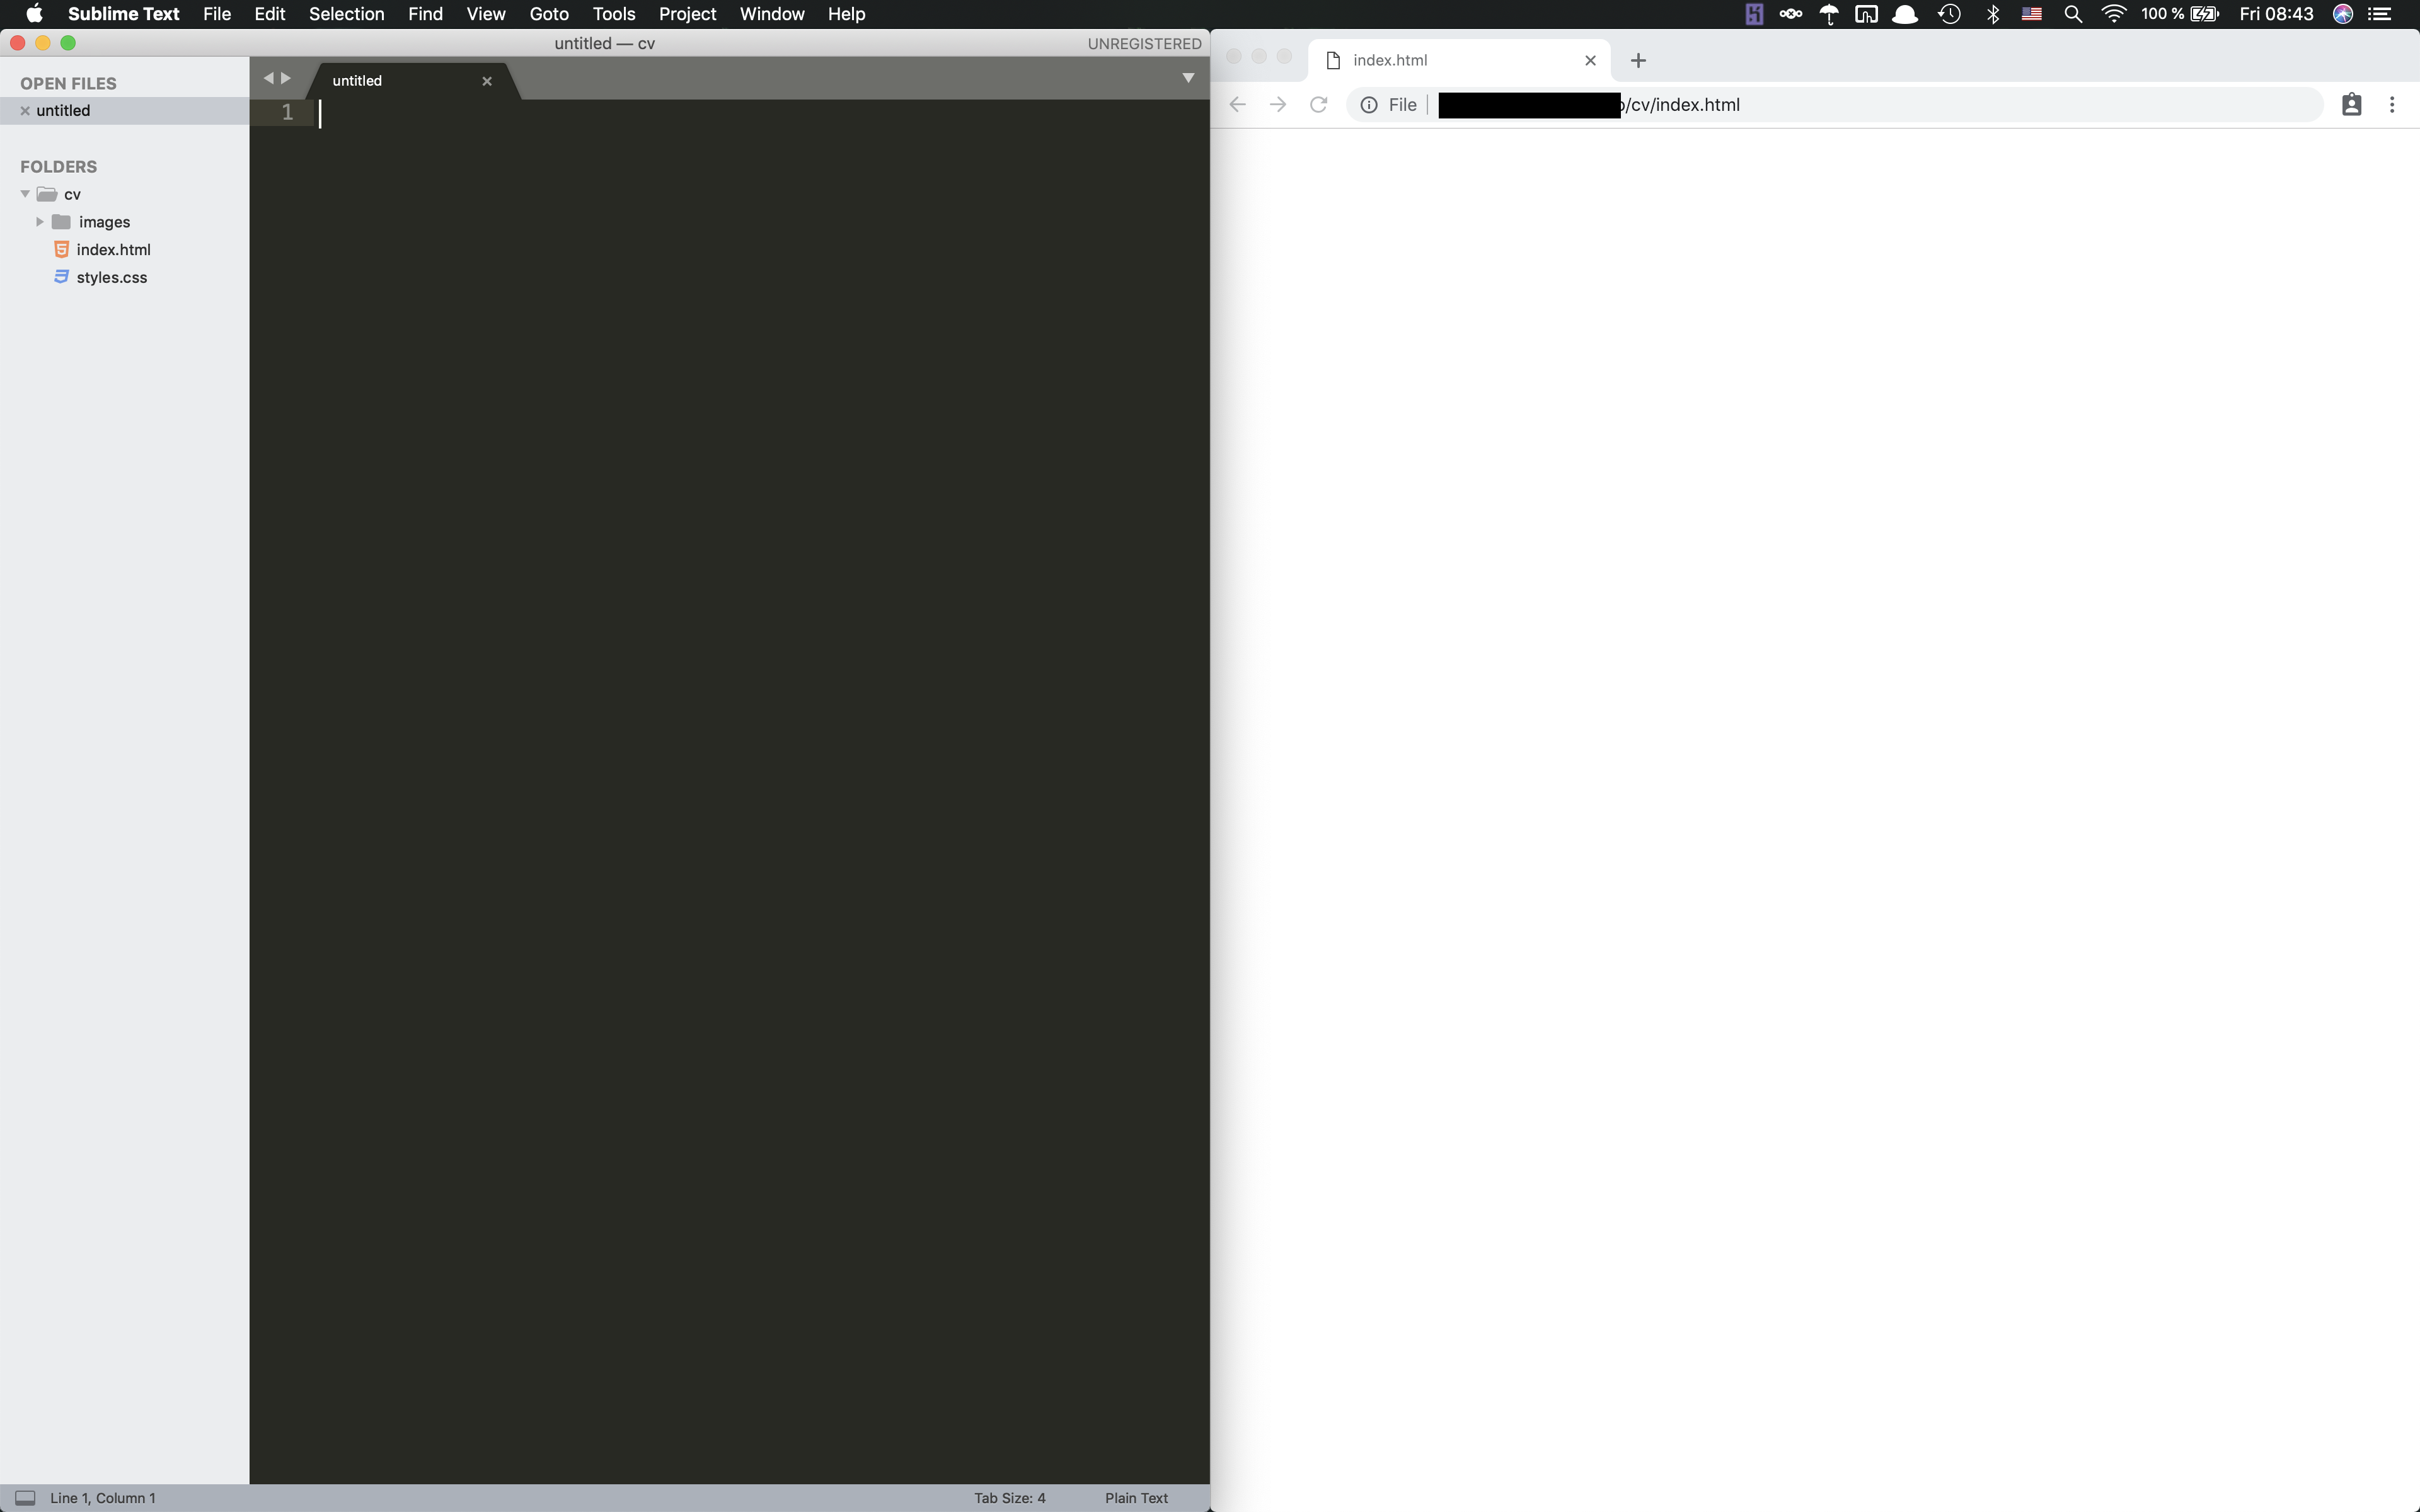 Sublime Text File Edit Selection Find View Goto Tools Project Window Help 100 % Fri 08:43
untitled — cv UNREGISTERED
OPEN FILES
untitled
FOLDERS
cv
images
index.html
styles.css
untitled
1
Line 1, Column 1 Tab Size: 4 Plain Text
index.html
File /cv/index.html